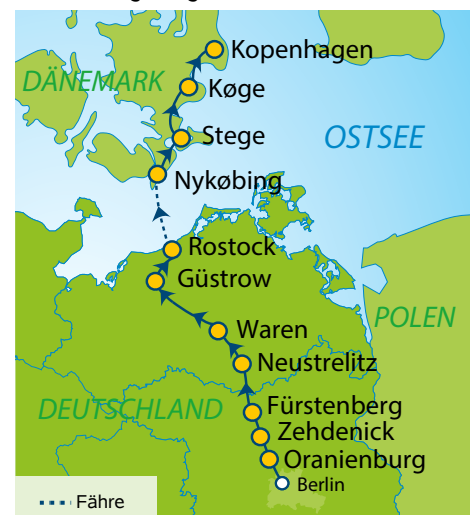 Kopenhagen
DÄNEMARK
Køge
Stege
OSTSEE
Nykøbing
Rostock
Güstrow
POLEN
Waren
Neustrelitz
DEUTSCHLAND
Fürstenberg
Zehdenick
Oranienburg
Berlin
Fähre